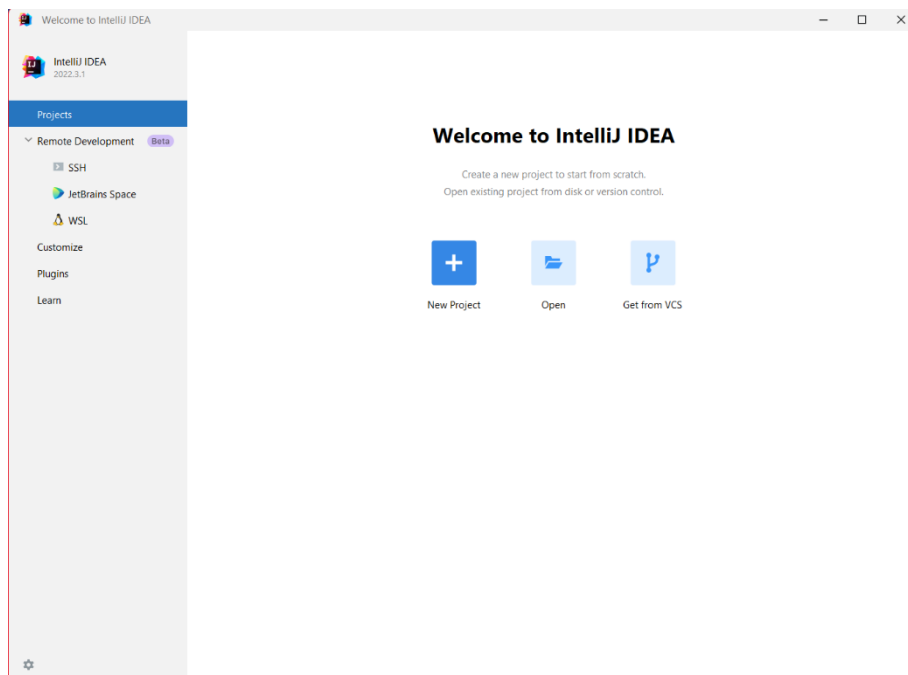 Welcome to IntelliJ IDEA
IntelliJ IDEA
2022.3.1
Projects
Remote Development Beta
SSH
JetBrains Space
WSL
Customize
Plugins
Learn
Welcome to IntelliJ IDEA
Create a new project to start from scratch.
Open existing project from disk or version control.
New Project
Open
Get from VCS